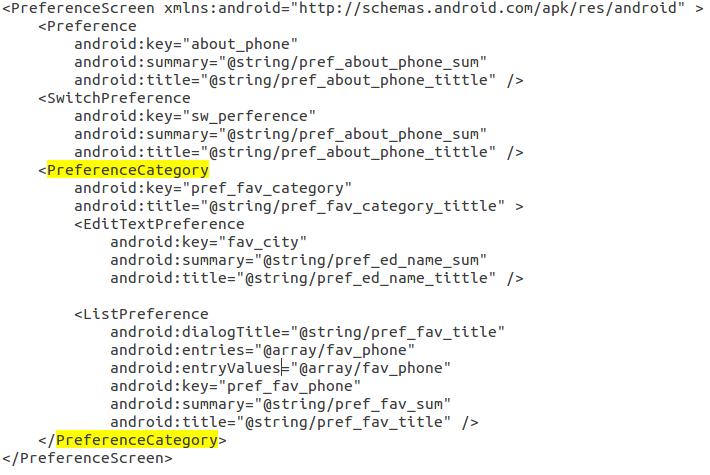 <PreferenceScreen xmlns:android="http://schemas.android.com/apk/res/android" >
    <Preference
        android:key="about_phone"
        android:summary="@string/pref_about_phone_sum"
        android:title="@string/pref_about_phone_tittle" />
    <SwitchPreference
        android:key="sw_perference"
        android:summary="@string/pref_about_phone_sum"
        android:title="@string/pref_about_phone_tittle" />
    <PreferenceCategory
        android:key="pref_fav_category"
        android:title="@string/pref_fav_category_tittle" >
        <EditTextPreference
            android:key="fav_city"
            android:summary="@string/pref_ed_name_sum"
            android:title="@string/pref_ed_name_tittle" />

        <ListPreference
            android:dialogTitle="@string/pref_fav_title"
            android:entries="@array/fav_phone"
            android:entryValues="@array/fav_phone"
            android:key="pref_fav_phone"
            android:summary="@string/pref_fav_sum"
            android:title="@string/pref_fav_title" />
    </PreferenceCategory>
</PreferenceScreen>